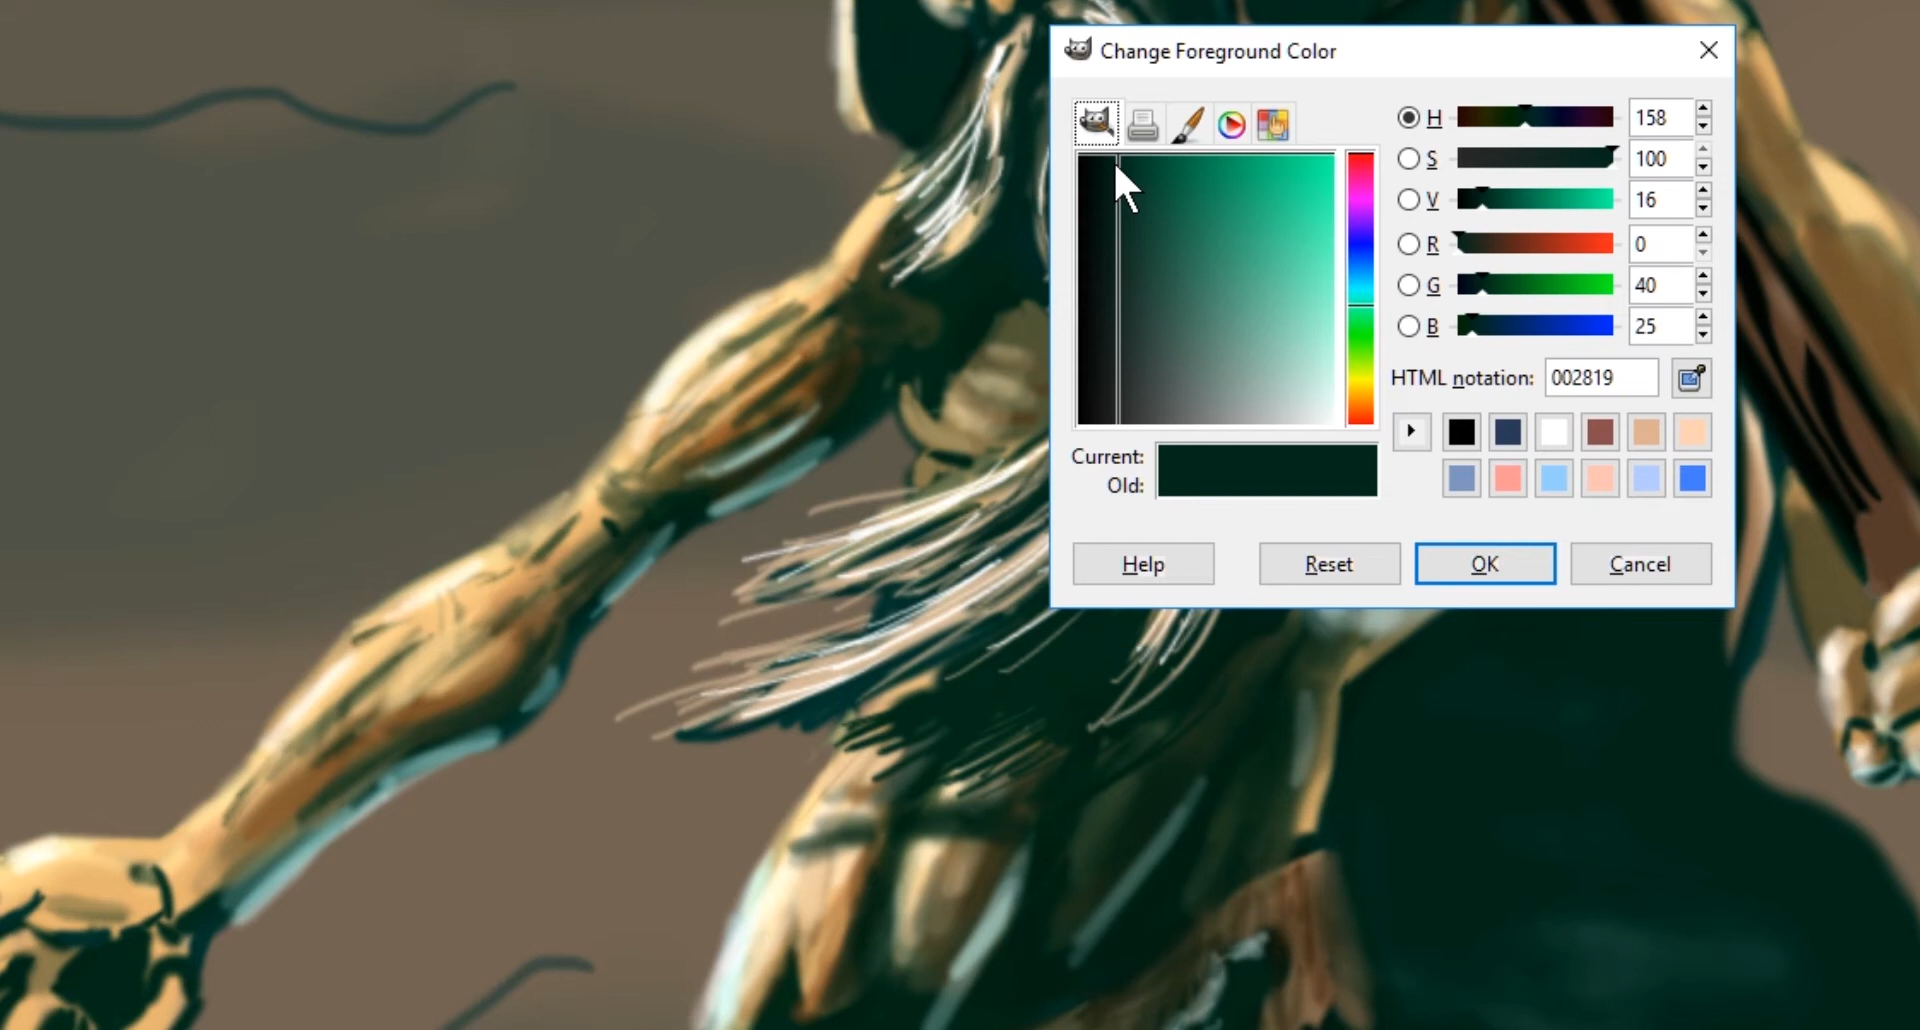 Change Foreground Color
H 158
S 100
V 16
R 0
G 40
B 25
HTML notation: 002819
Current:
Old:
Help Reset OK Cancel